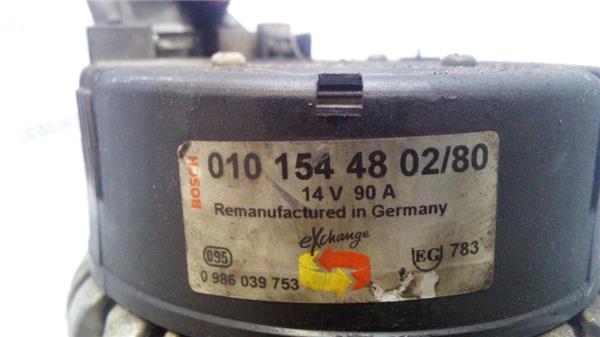 BOSCH
010 154 48 02/80
14 V 90 A
Remanufactured in Germany
eXchange
095
EG 783
0 986 039 753